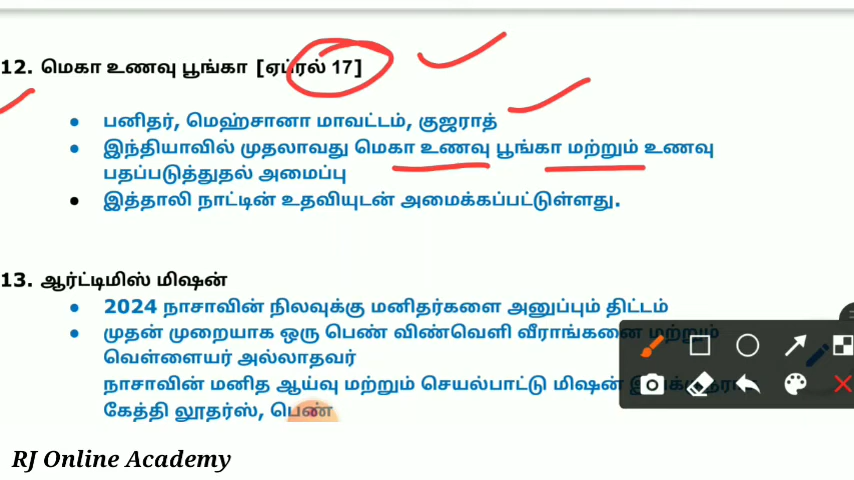 12. மெகா உணவு பூங்கா [ஏப்ரல் 17]
• பனிதர், மெஹ்சானா மாவட்டம், குஜராத்
• இந்தியாவில் முதலாவது மெகா உணவு பூங்கா மற்றும் உணவு
பதப்படுத்துதல் அமைப்பு
• இத்தாலி நாட்டின் உதவியுடன் அமைக்கப்பட்டுள்ளது.
13. ஆர்ட்டிமிஸ் மிஷன்
• 2024 நாசாவின் நிலவுக்கு மனிதர்களை அனுப்பும் திட்டம்
• முதன் முறையாக ஒரு பெண் விண்வெளி வீராங்கனை மற்றும்
வெள்ளையர் அல்லாதவர்
நாசாவின் மனித ஆய்வு மற்றும் செயல்பாட்டு மிஷன்
கேத்தி லூதர்ஸ், பெண்
RJ Online Academy